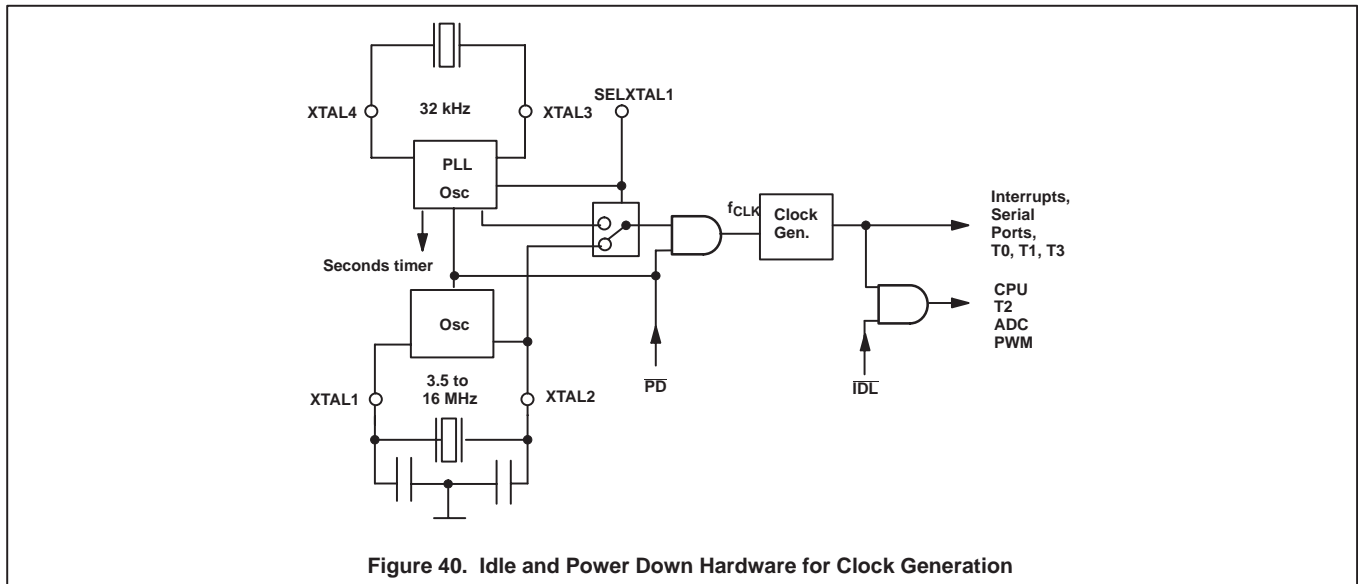 XTAL4
32 kHz
XTAL3
SELXTAL1
PLL
Osc
Seconds timer
fCLK
Clock
Gen.
Interrupts,
Serial
Ports,
T0, T1, T3
CPU
T2
ADC
PWM
Osc
PD
IDL
XTAL1
3.5 to
16 MHz
XTAL2
Figure 40. Idle and Power Down Hardware for Clock Generation